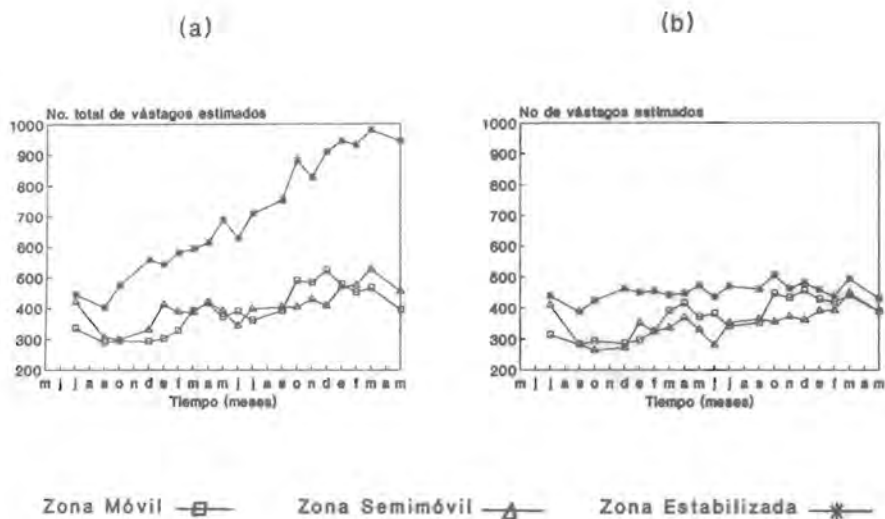 (a)
(b)
No. total de vástagos estimados
No de vástagos estimados
1000
900
800
700
600
500
400
300
200
m j j a s o n d e f m a m j j a s o n d e f m a m
Tiempo (meses)
1000
900
800
700
600
500
400
300
200
m j j a s o n d e f m a m j j a s o n d e f m a m
Tiempo (meses)
Zona Móvil
Zona Semimóvil
Zona Estabilizada